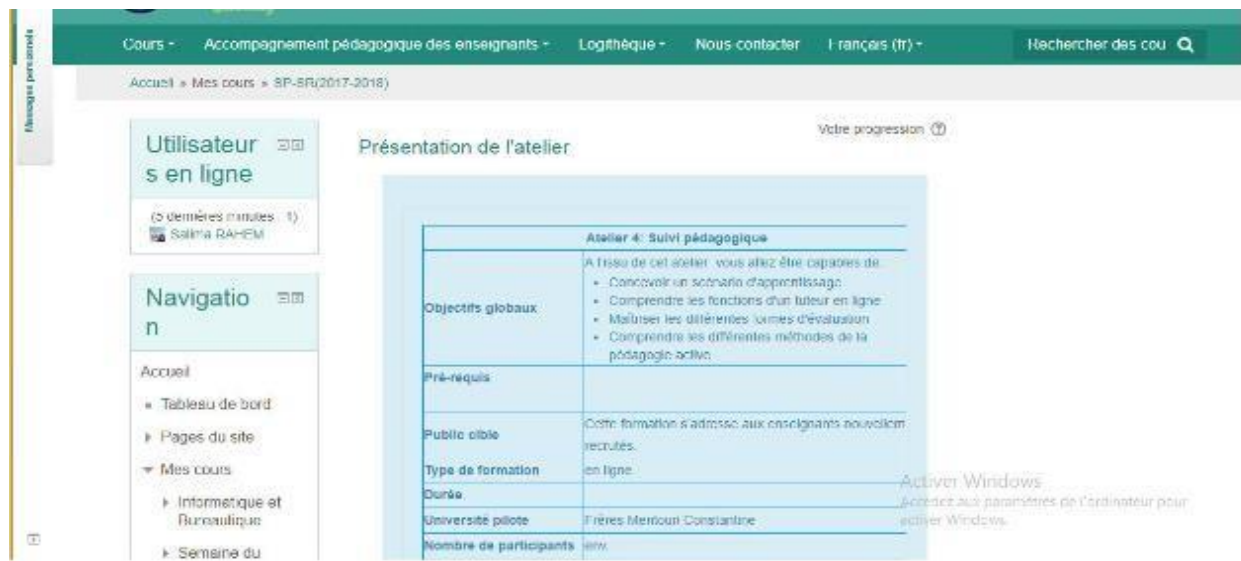 Messages personnels
Cours Accompagnement pédagogique des enseignants Logithèque Nous contacter Français (fr) Rechercher des cou
Accueil » Mes cours » SP-SR(2017-2018)
Votre progression
Utilisateur
s en ligne
Présentation de l'atelier
(5 dernières minutes : 1)
Salima RAHEM
Atelier 4: Suivi pédagogique
A l'issu de cet atelier vous allez être capables de
Objectifs globaux
• Concevoir un scénario d'apprentissage
• Comprendre les fonctions d'un tuteur en ligne
• Maîtriser les différentes formes d'évaluation
• Comprendre les différentes méthodes de la
pédagogie active
Navigatio
n
Accueil
Tableau de bord
Pages du site
Mes cours
Informatique et
Bureautique
Semaine du
Pré-requis
Public cible
Cette formation s'adresse aux enseignants nouvellem
recrutés.
Type de formation en ligne
Durée
Université pilote Frères Mentouri Constantine
Nombre de participants
Activer Windows
Accédez aux paramètres de l'ordinateur pour
activer Windows.